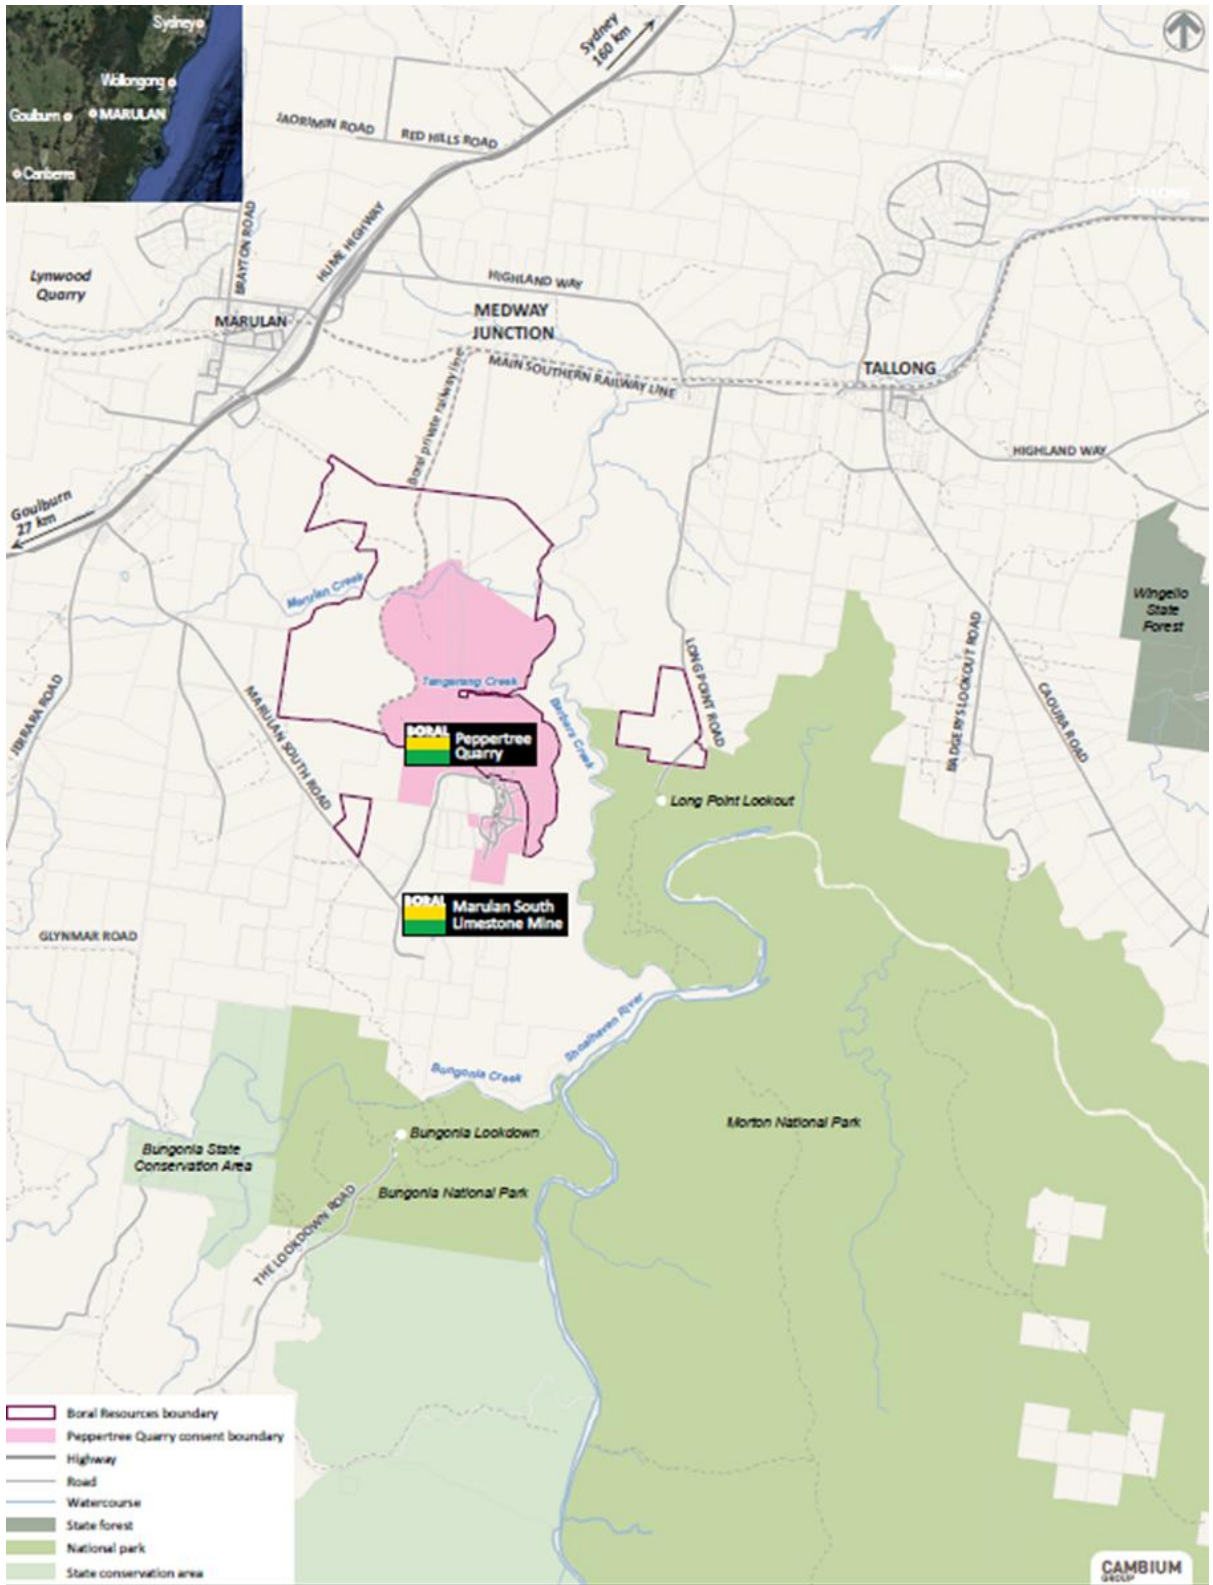 Sydney
Wollongong
Goulburn
MARULAN
Canberra
Sydney
160 km
JAORIMIN ROAD
RED HILLS ROAD
TALLONG
BRAYTON ROAD
HUME HIGHWAY
Lynwood
Quarry
HIGHLAND WAY
MARULAN
MEDWAY
JUNCTION
MAIN SOUTHERN RAILWAY LINE
TALLONG
Boral private railway line
HIGHLAND WAY
Goulburn
27 km
Marulan Creek
Wingello
State
Forest
JERRARA ROAD
MARULAN SOUTH ROAD
Tangarang Creek
Barbers Creek
LONG POINT ROAD
BADGERYS LOOKOUT ROAD
CAOURA ROAD
BORAL
Peppertree
Quarry
Long Point Lookout
BORAL
Marulan South
Limestone Mine
GLYNMAR ROAD
Shoalhaven River
Bungonia Creek
Bungonia Lookdown
Morton National Park
Bungonia State
Conservation Area
Bungonia National Park
THE LOOKDOWN ROAD
Boral Resources boundary
Peppertree Quarry consent boundary
Highway
Road
Watercourse
State forest
National park
State conservation area
CAMBIUM
GROUP